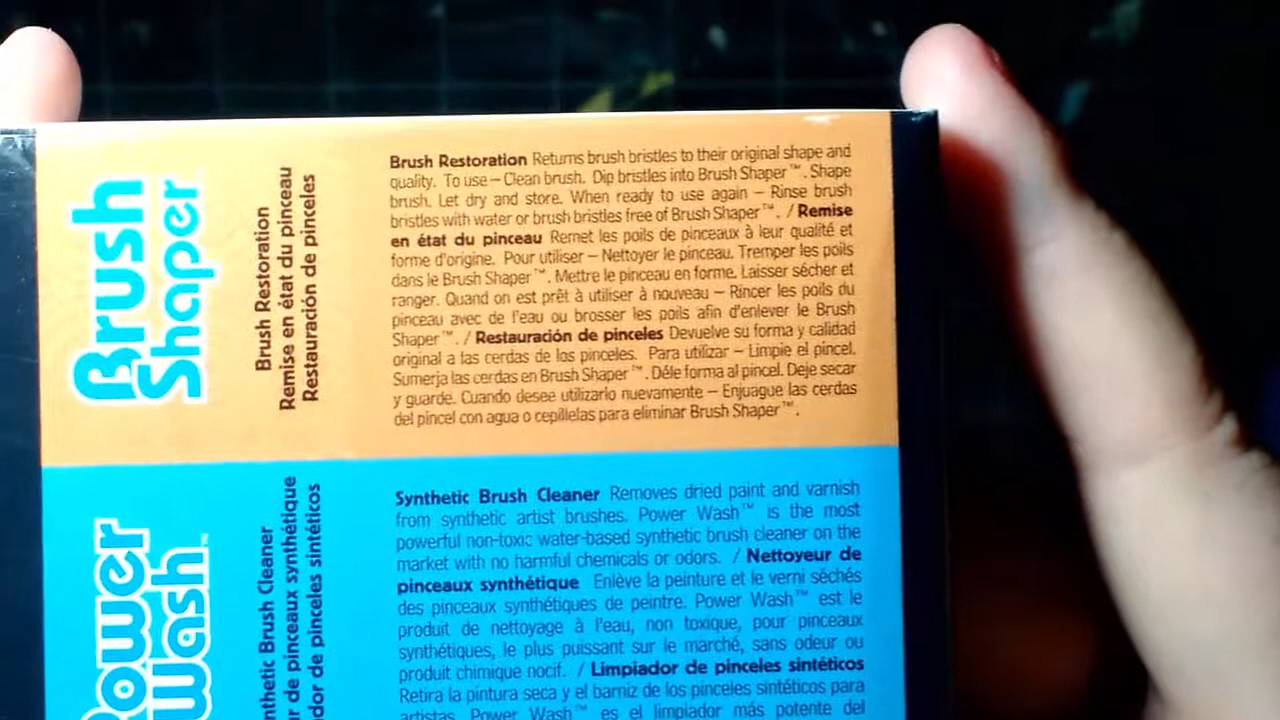 Brush
Shaper
Brush Restoration
Remise en état du pinceau
Restauración de pinceles
Brush Restoration Returns brush bristles to their original shape and
quality. To use – Clean brush. Dip bristles into Brush Shaper™. Shape
brush. Let dry and store. When ready to use again – Rinse brush
bristles with water or brush bristles free of Brush Shaper™. / Remise
en état du pinceau Remet les poils de pinceaux à leur qualité et
forme d'origine. Pour utiliser – Nettoyer le pinceau. Tremper les poils
dans le Brush Shaper™. Mettre le pinceau en forme. Laisser sécher et
ranger. Quand on est prêt à utiliser à nouveau – Rincer les poils du
pinceau avec de l'eau ou brosser les poils afin d'enlever le Brush
Shaper™. / Restauración de pinceles Devuelve su forma y calidad
original a las cerdas de los pinceles. Para utilizar – Limpie el pincel.
Sumerja las cerdas en Brush Shaper™. Déle forma al pincel. Deje secar
y guarde. Cuando desee utilizarlo nuevamente – Enjuague las cerdas
del pincel con agua o cepíllelas para eliminar Brush Shaper™.
Power
Wash™
nthetic Brush Cleaner
r de pinceaux synthétique
ador de pinceles sintéticos
Synthetic Brush Cleaner Removes dried paint and varnish
from synthetic artist brushes. Power Wash™ is the most
powerful non-toxic water-based synthetic brush cleaner on the
market with no harmful chemicals or odors. / Nettoyeur de
pinceaux synthétique Enlève la peinture et le verni séchés
des pinceaux synthétiques de peintre. Power Wash™ est le
produit de nettoyage à l'eau, non toxique, pour pinceaux
synthétiques, le plus puissant sur le marché, sans odeur ou
produit chimique nocif. / Limpiador de pinceles sintéticos
Retira la pintura seca y el barniz de los pinceles sintéticos para
artistas. Power Wash™ es el limpiador más potente del